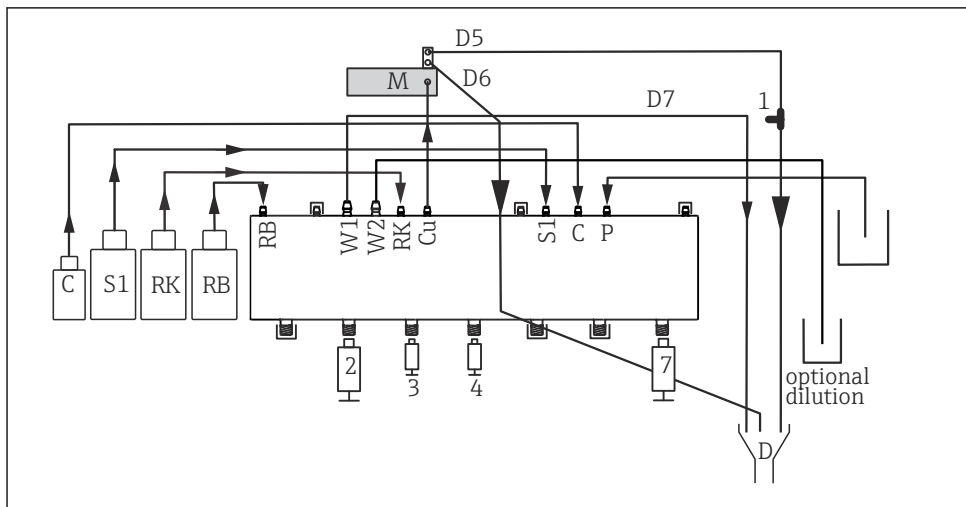 D5
M
D6
D7
1
RB
W1
W2
RK
Cu
S1
C
P
C
S1
RK
RB
2
3
4
7
optional
dilution
D